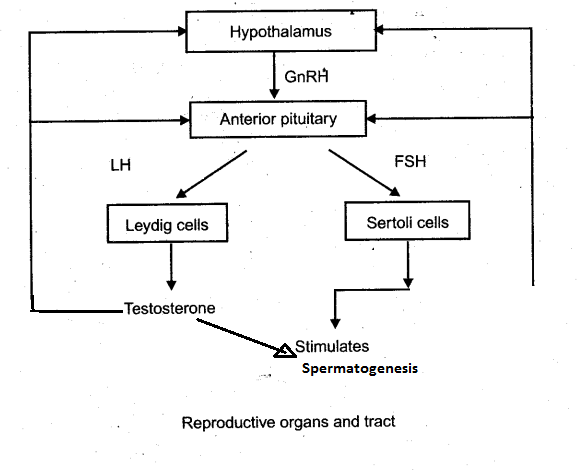 Hypothalamus
GnRH
Anterior pituitary
LH
FSH
Leydig cells
Sertoli cells
Testosterone
Stimulates
Spermatogenesis
Reproductive organs and tract